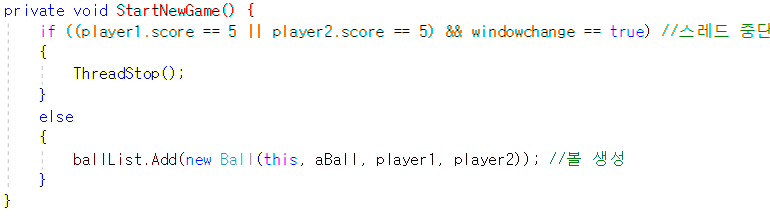 private void StartNewGame() {
if ((player1.score == 5 || player2.score == 5) && windowchange == true) //스레드 중단
{
ThreadStop();
}
else
{
ballList.Add(new Ball(this, aBall, player1, player2)); //볼 생성
}
}